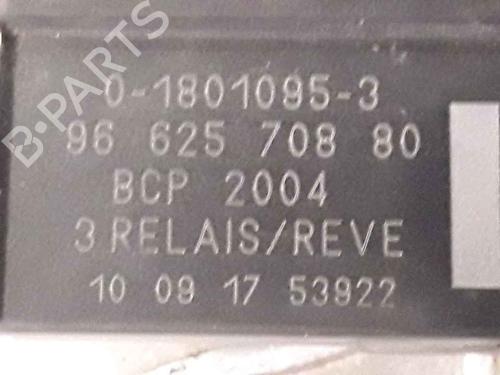 B-PARTS
0-1801095-3
96 625 708 80
BCP 2004
3 RELAIS/REVE
10 09 17 53922